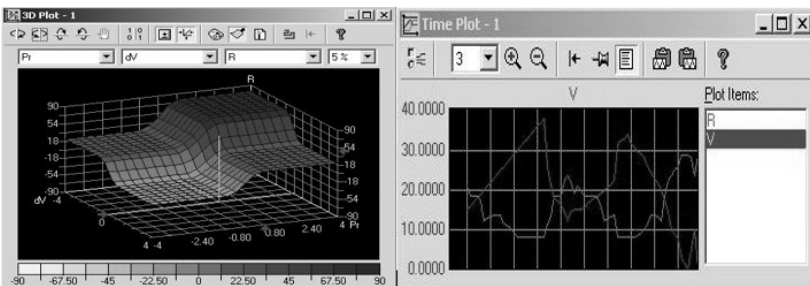 3D Plot - 1
Pr
dV
R
5 %
R
90
54
18
-18
-54
-90
dV -4
0
4 -4
-2.40
-0.80
0.80
2.40
4 Pr
90
54
18
-18
-54
-90
-90 -67.50 -45 -22.50 0 22.50 45 67.50 90
Time Plot - 1
3
V
Plot Items:
R
V
40.0000
30.0000
20.0000
10.0000
0.0000